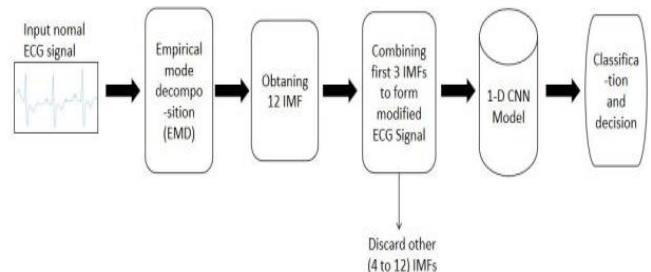 Input nomal
ECG signal
Empirical
mode
decompo
-sition
(EMD)
Obtaning
12 IMF
Combining
first 3 IMFs
to form
modified
ECG Signal
1-D CNN
Model
Classifica
-tion
and
decision
Discard other
(4 to 12) IMFs